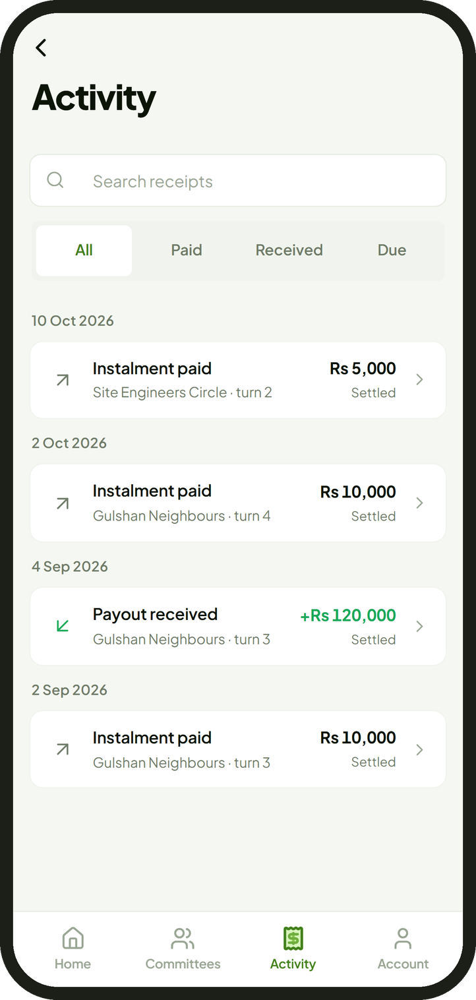 Activity
Search receipts
All Paid Received Due
10 Oct 2026
Instalment paid Rs 5,000
Site Engineers Circle · turn 2 Settled
2 Oct 2026
Instalment paid Rs 10,000
Gulshan Neighbours · turn 4 Settled
4 Sep 2026
Payout received +Rs 120,000
Gulshan Neighbours · turn 3 Settled
2 Sep 2026
Instalment paid Rs 10,000
Gulshan Neighbours · turn 3 Settled
Home Committees Activity Account